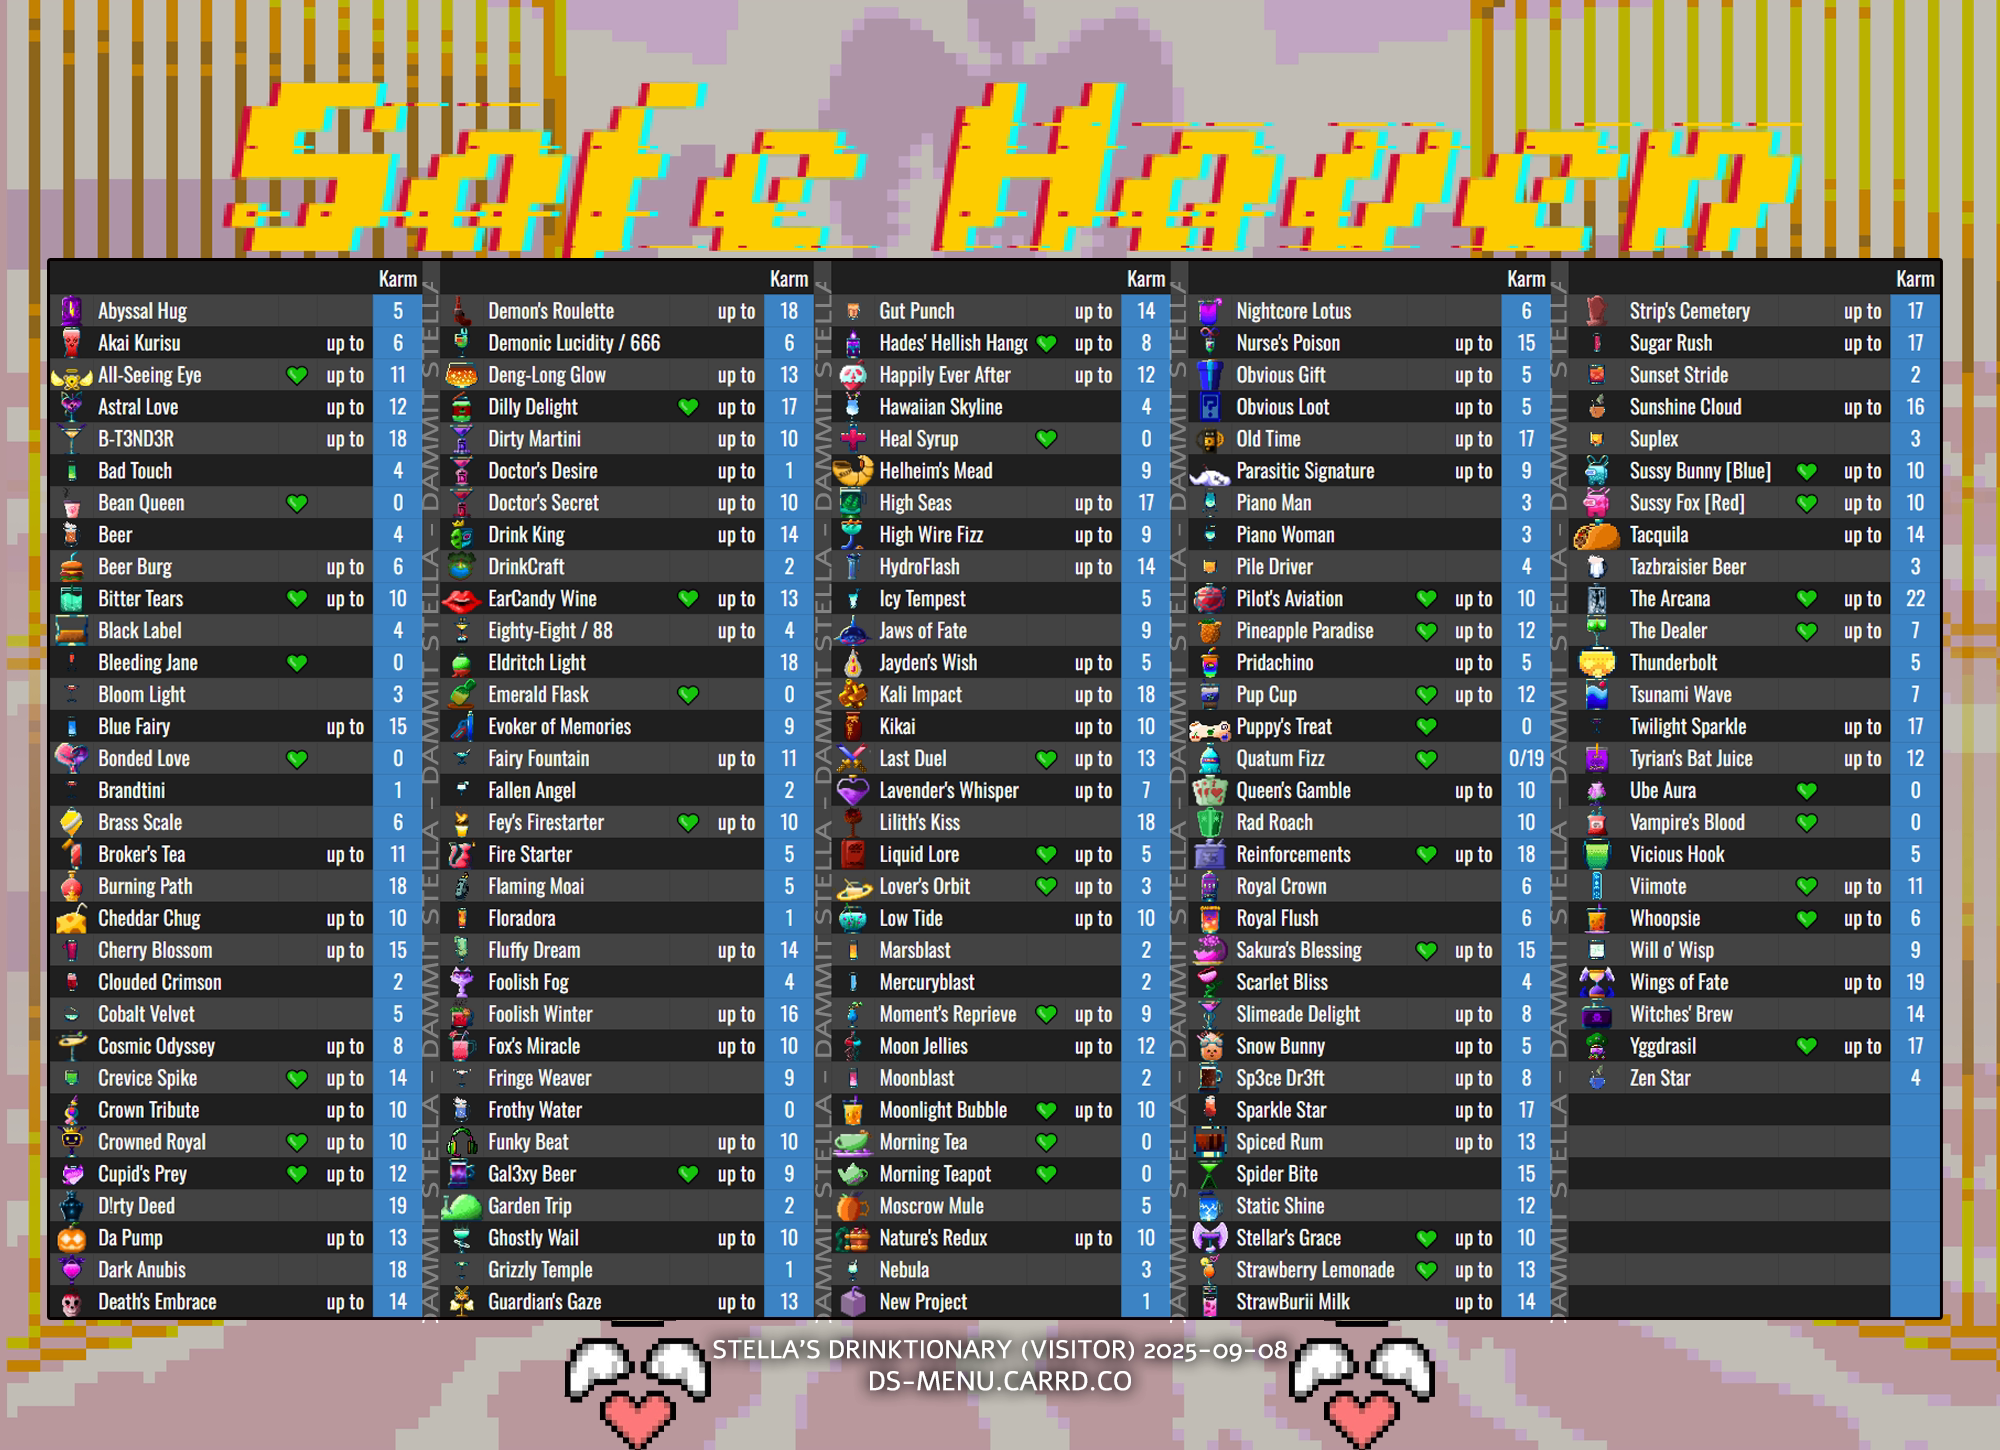 Safe Haven
Karm
Abyssal Hug 5
Akai Kurisu up to 6
All-Seeing Eye up to 11
Astral Love up to 12
B-T3ND3R up to 18
Bad Touch 4
Bean Queen 0
Beer 4
Beer Burg up to 6
Bitter Tears up to 10
Black Label 4
Bleeding Jane 0
Bloom Light 3
Blue Fairy up to 15
Bonded Love 0
Brandtini 1
Brass Scale 6
Broker's Tea up to 11
Burning Path 18
Cheddar Chug up to 10
Cherry Blossom up to 15
Clouded Crimson 2
Cobalt Velvet 5
Cosmic Odyssey up to 8
Crevice Spike up to 14
Crown Tribute up to 10
Crowned Royal up to 10
Cupid's Prey up to 12
D!rty Deed 19
Da Pump up to 13
Dark Anubis 18
Death's Embrace up to 14
STELLA - DAMMIT STELLA - DAMMIT STELLA - DAMMIT STELLA - DAMMIT
Karm
Demon's Roulette up to 18
Demonic Lucidity / 666 6
Deng-Long Glow up to 13
Dilly Delight up to 17
Dirty Martini up to 10
Doctor's Desire up to 1
Doctor's Secret up to 10
Drink King up to 14
DrinkCraft 2
EarCandy Wine up to 13
Eighty-Eight / 88 up to 4
Eldritch Light 18
Emerald Flask 0
Evoker of Memories 9
Fairy Fountain up to 11
Fallen Angel 2
Fey's Firestarter up to 10
Fire Starter 5
Flaming Moai 5
Floradora 1
Fluffy Dream up to 14
Foolish Fog 4
Foolish Winter up to 16
Fox's Miracle up to 10
Fringe Weaver 9
Frothy Water 0
Funky Beat up to 10
Gal3xy Beer up to 9
Garden Trip 2
Ghostly Wail up to 10
Grizzly Temple 1
Guardian's Gaze up to 13
STELLA - DAMMIT STELLA - DAMMIT STELLA - DAMMIT STELLA - DAMMIT
Karm
Gut Punch up to 14
Hades' Hellish Hang up to 8
Happily Ever After up to 12
Hawaiian Skyline 4
Heal Syrup 0
Helheim's Mead 9
High Seas up to 17
High Wire Fizz up to 9
HydroFlash up to 14
Icy Tempest 5
Jaws of Fate 9
Jayden's Wish up to 5
Kali Impact up to 18
Kikai up to 10
Last Duel up to 13
Lavender's Whisper up to 7
Lilith's Kiss 18
Liquid Lore up to 5
Lover's Orbit up to 3
Low Tide up to 10
Marsblast 2
Mercuryblast 2
Moment's Reprieve up to 9
Moon Jellies up to 12
Moonblast 2
Moonlight Bubble up to 10
Morning Tea 0
Morning Teapot 0
Moscrow Mule 5
Nature's Redux up to 10
Nebula 3
New Project 1
STELLA - DAMMIT STELLA - DAMMIT STELLA - DAMMIT STELLA - DAMMIT
Karm
Nightcore Lotus 6
Nurse's Poison up to 15
Obvious Gift up to 5
Obvious Loot up to 5
Old Time up to 17
Parasitic Signature up to 9
Piano Man 3
Piano Woman 3
Pile Driver 4
Pilot's Aviation up to 10
Pineapple Paradise up to 12
Pridachino up to 5
Pup Cup up to 12
Puppy's Treat 0
Quatum Fizz 0/19
Queen's Gamble up to 10
Rad Roach 10
Reinforcements up to 18
Royal Crown 6
Royal Flush 6
Sakura's Blessing up to 15
Scarlet Bliss 4
Slimeade Delight up to 8
Snow Bunny up to 5
Sp3ce Dr3ft up to 8
Sparkle Star up to 17
Spiced Rum up to 13
Spider Bite 15
Static Shine 12
Stellar's Grace up to 10
Strawberry Lemonade up to 13
StrawBurii Milk up to 14
STELLA - DAMMIT STELLA - DAMMIT STELLA - DAMMIT STELLA - DAMMIT
Karm
Strip's Cemetery up to 17
Sugar Rush up to 17
Sunset Stride 2
Sunshine Cloud up to 16
Suplex 3
Sussy Bunny [Blue] up to 10
Sussy Fox [Red] up to 10
Tacquila up to 14
Tazbraisier Beer 3
The Arcana up to 22
The Dealer up to 7
Thunderbolt 5
Tsunami Wave 7
Twilight Sparkle up to 17
Tyrian's Bat Juice up to 12
Ube Aura 0
Vampire's Blood 0
Vicious Hook 5
Viimote up to 11
Whoopsie up to 6
Will o' Wisp 9
Wings of Fate up to 19
Witches' Brew 14
Yggdrasil up to 17
Zen Star 4
STELLA'S DRINKTIONARY (VISITOR) 2025-09-08
DS-MENU.CARRD.CO